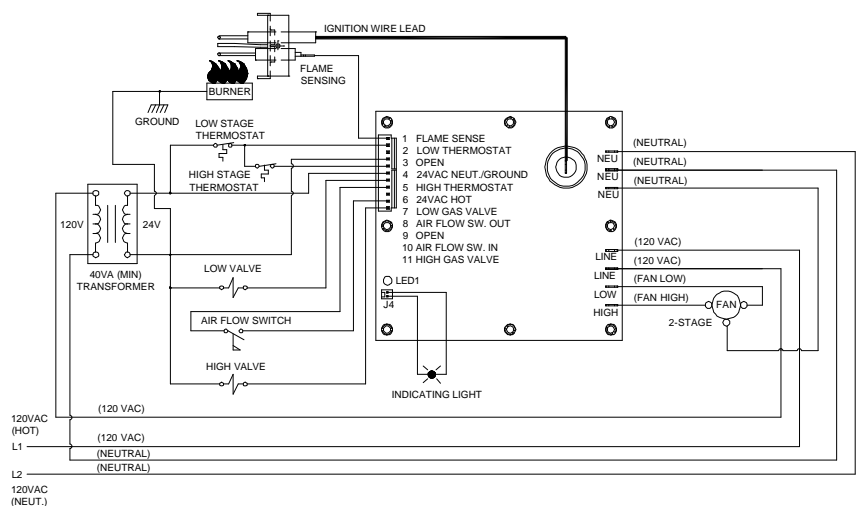 IGNITION WIRE LEAD
FLAME
SENSING
BURNER
GROUND
LOW STAGE
THERMOSTAT
HIGH STAGE
THERMOSTAT
1 FLAME SENSE
2 LOW THERMOSTAT
3 OPEN
4 24VAC NEUT./GROUND
5 HIGH THERMOSTAT
6 24VAC HOT
7 LOW GAS VALVE
8 AIR FLOW SW. OUT
9 OPEN
10 AIR FLOW SW. IN
11 HIGH GAS VALVE
(NEUTRAL)
NEU
(NEUTRAL)
NEU
(NEUTRAL)
NEU
(120 VAC)
LINE
(120 VAC)
LINE
(FAN LOW)
LOW
(FAN HIGH)
HIGH
FAN
2-STAGE
120V
24V
40VA (MIN)
TRANSFORMER
LOW VALVE
AIR FLOW SWITCH
HIGH VALVE
LED1
J4
INDICATING LIGHT
120VAC
(HOT)
(120 VAC)
L1
(120 VAC)
(NEUTRAL)
L2
(NEUTRAL)
120VAC
(NEUT.)